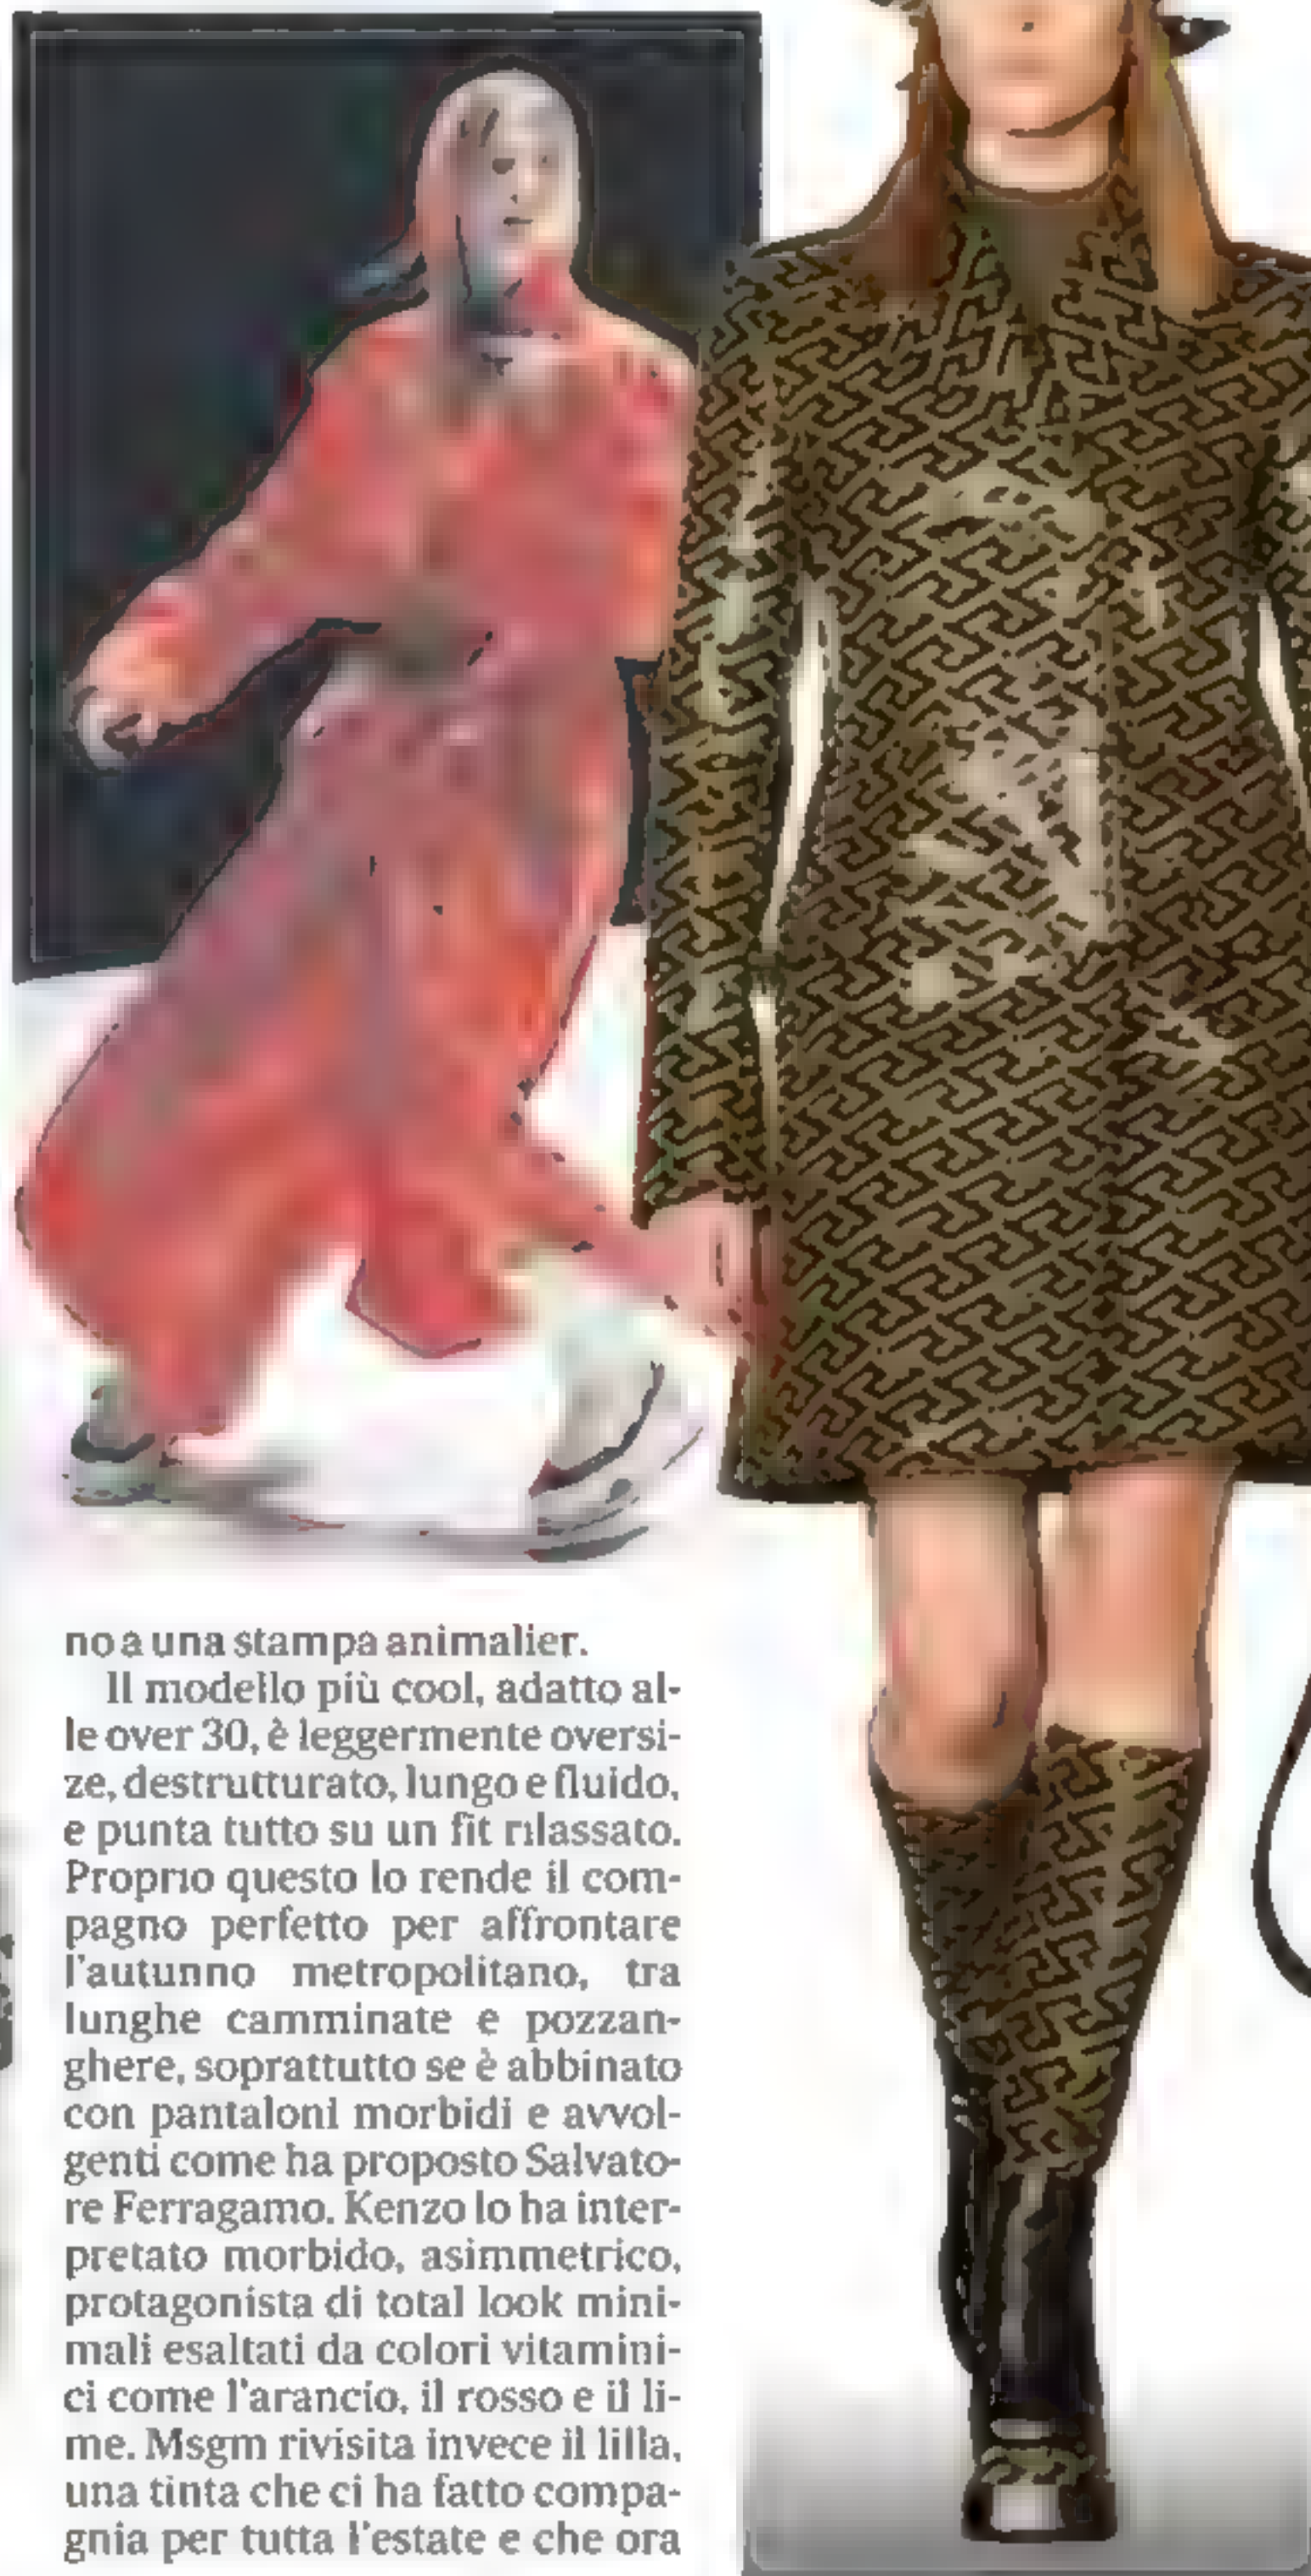 no a una stampa animalier.
Il modello più cool, adatto al-
le over 30, è leggermente oversi-
ze, destrutturato, lungo e fluido,
e punta tutto su un fit rilassato.
Proprio questo lo rende il com-
pagno perfetto per affrontare
l'autunno metropolitano, tra
lunghe camminate e pozzan-
ghere, soprattutto se è abbinato
con pantaloni morbidi e avvol-
genti come ha proposto Salvato-
re Ferragamo. Kenzo lo ha inter-
pretato morbido, asimmetrico,
protagonista di total look mini-
mali esaltati da colori vitamini-
ci come l'arancio, il rosso e il li-
me. Msgm rivisita invece il lilla,
una tinta che ci ha fatto compa-
gnia per tutta l'estate e che ora